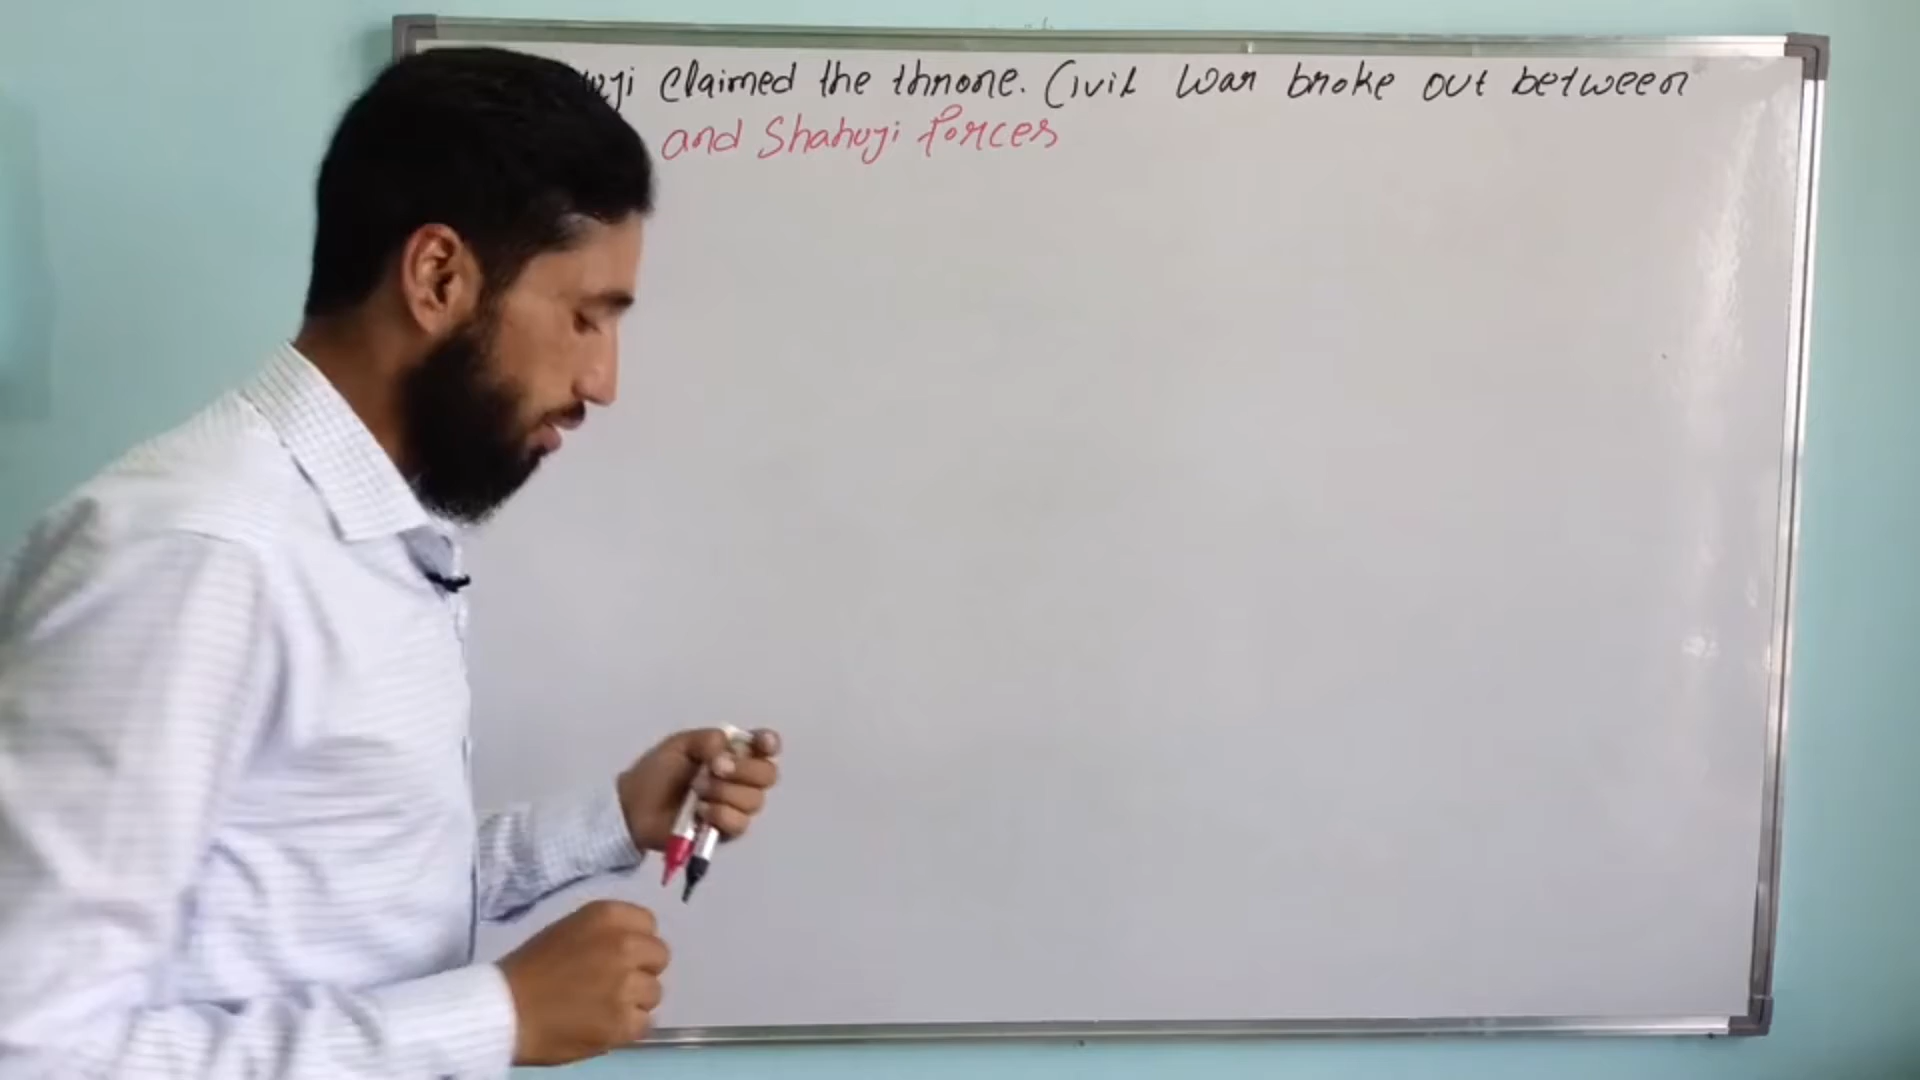 claimed the throne. Civil War broke out between
and Shahuji forces